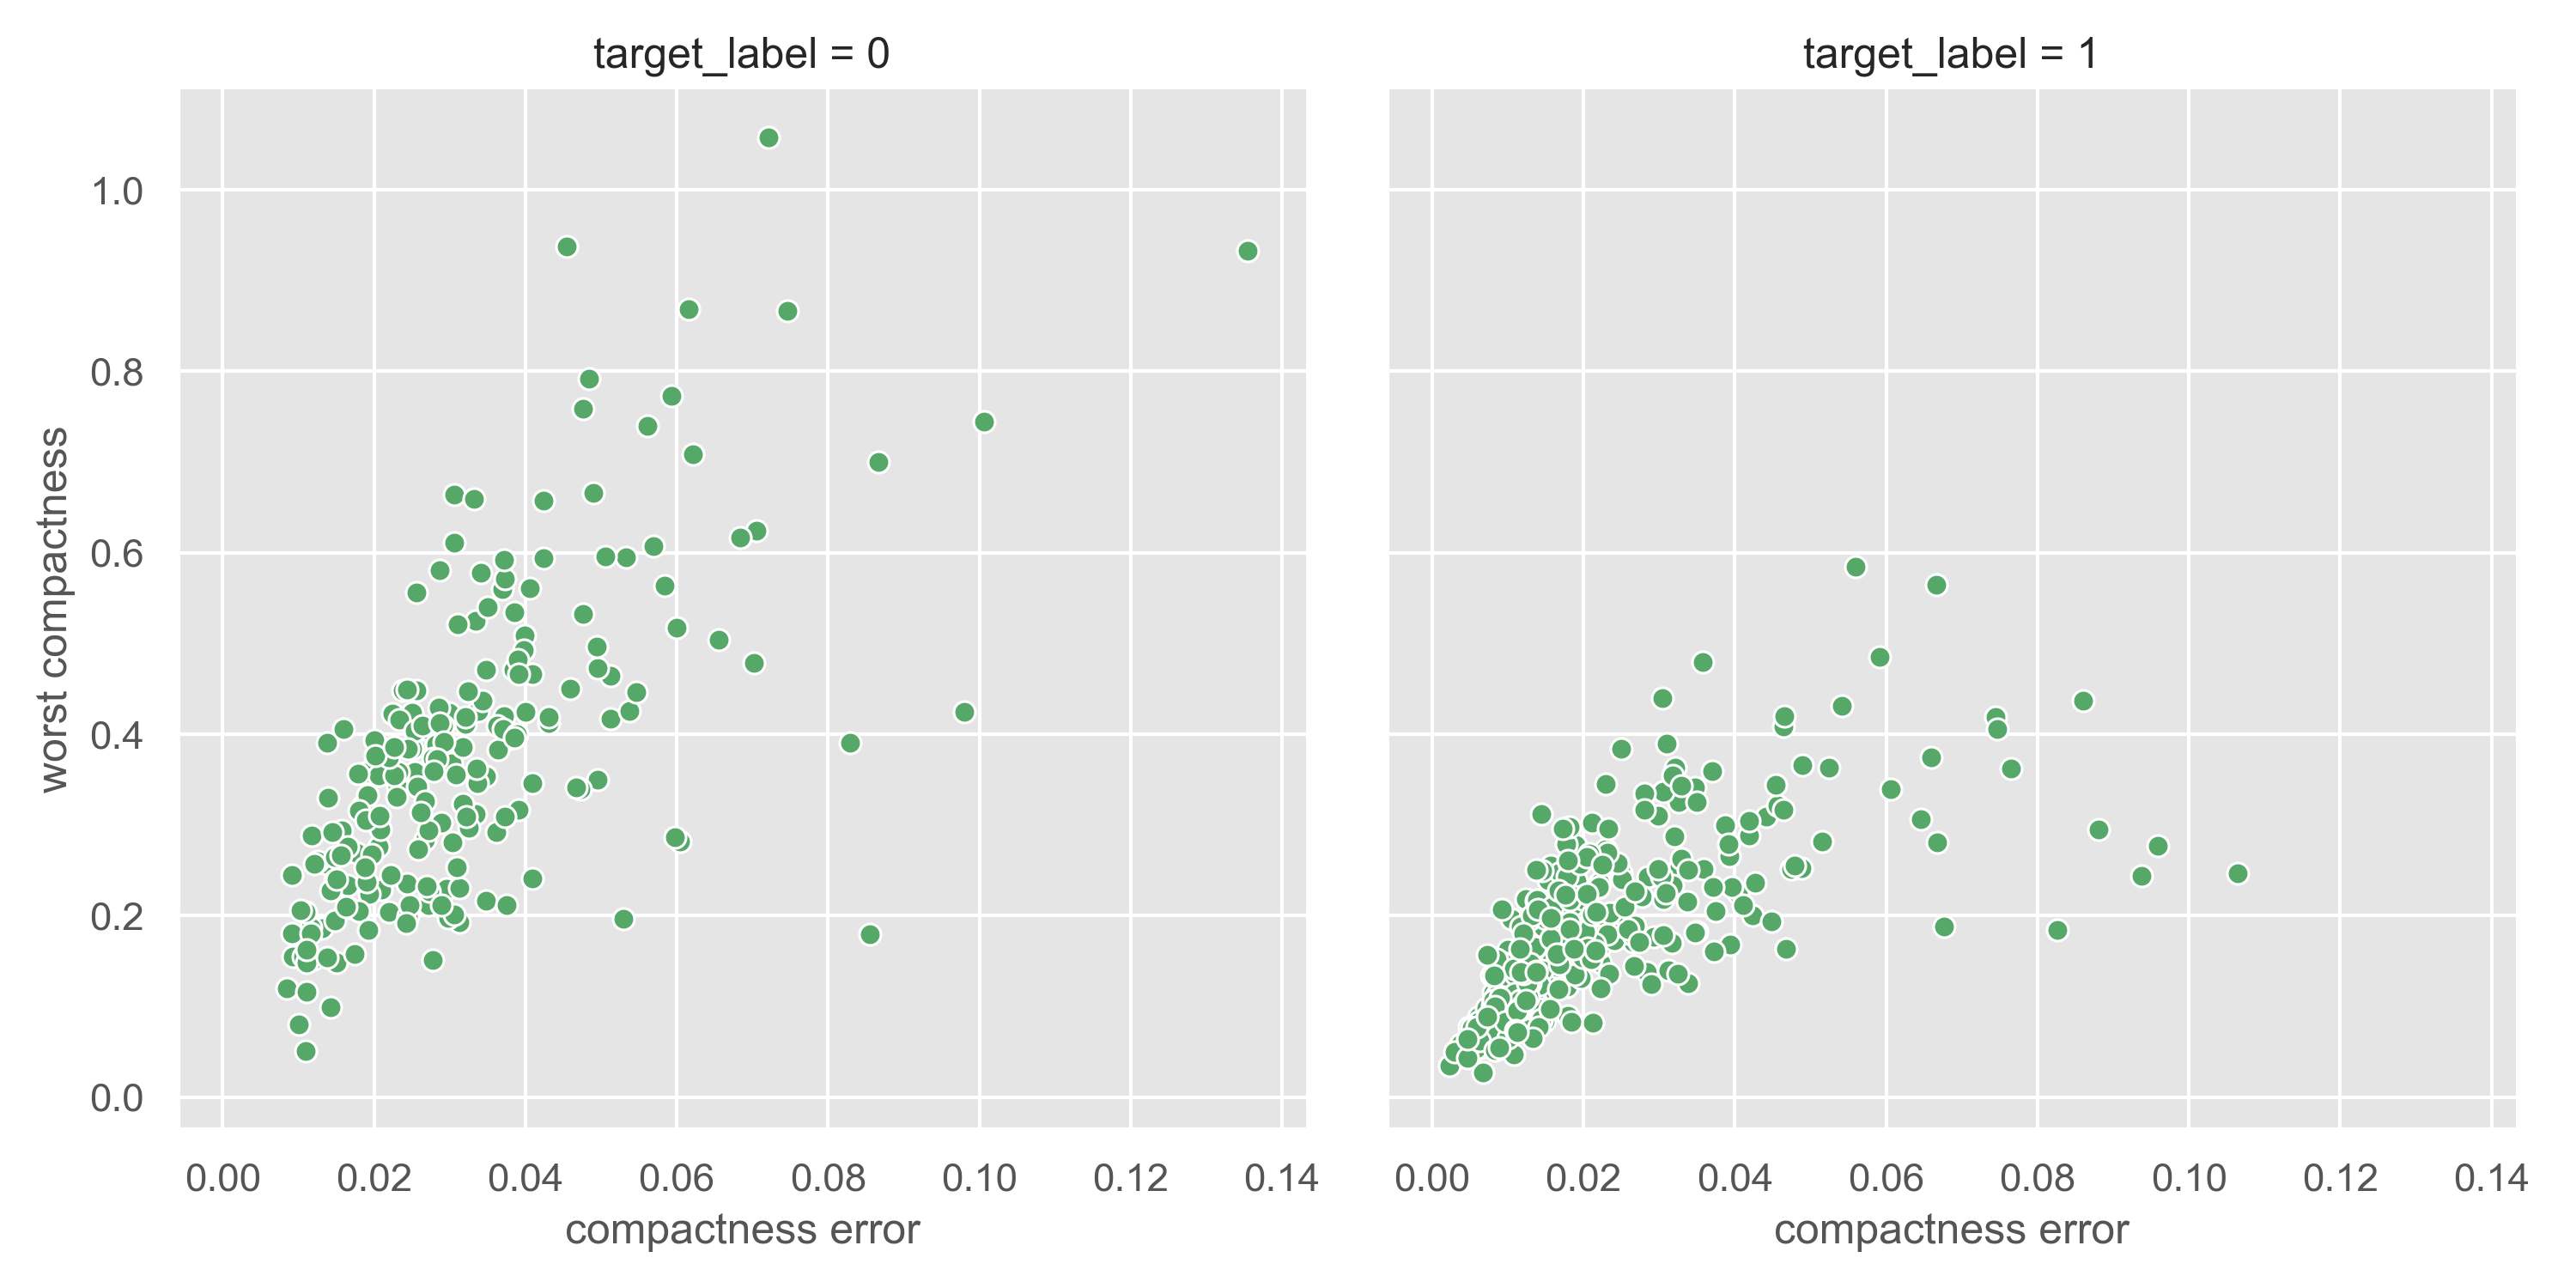 target_label = 0
target_label = 1
1.0
0.8
0.6
0.4
0.2
0.0
worst compactness
0.00 0.02 0.04 0.06 0.08 0.10 0.12 0.14
0.00 0.02 0.04 0.06 0.08 0.10 0.12 0.14
compactness error
compactness error